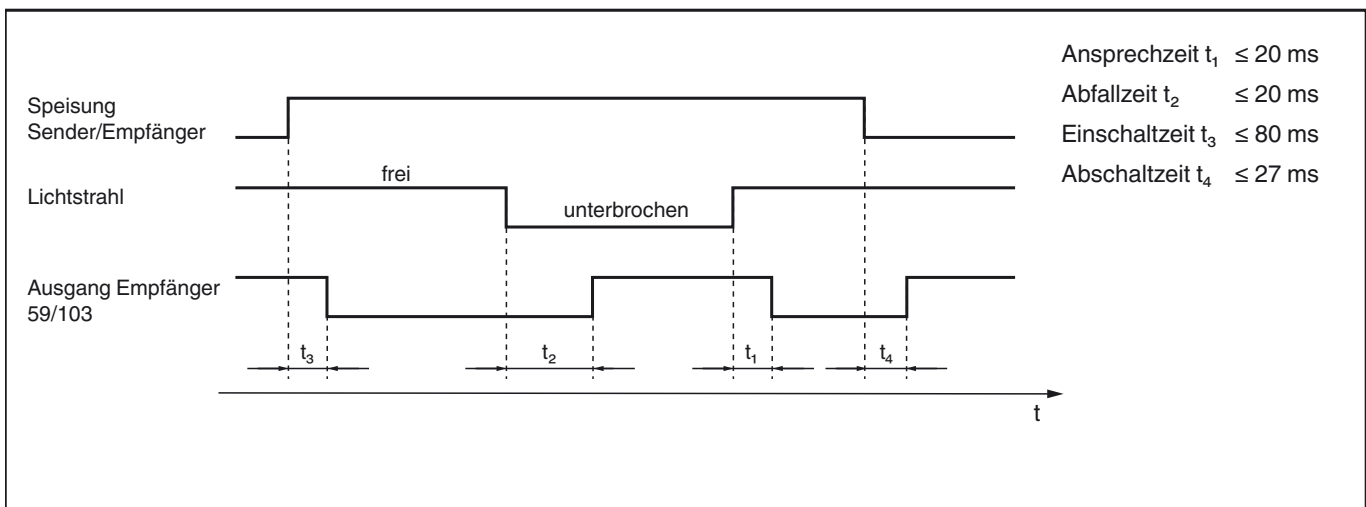 Ansprechzeit t₁ ≤ 20 ms
Abfallzeit t₂ ≤ 20 ms
Einschaltzeit t₃ ≤ 80 ms
Abschaltzeit t₄ ≤ 27 ms
Speisung
Sender/Empfänger
frei
Lichtstrahl
unterbrochen
Ausgang Empfänger
59/103
t₃ t₂ t₁ t₄
t